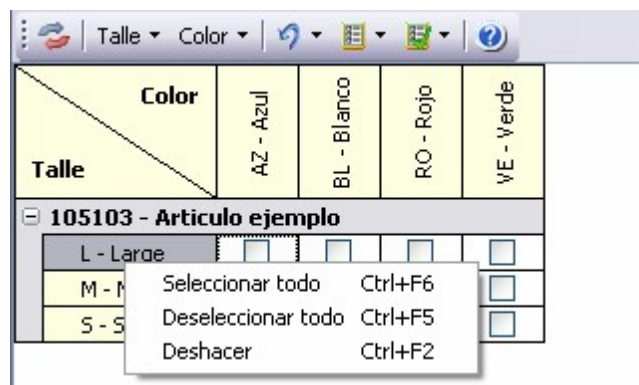 Talle Color
Color
Talle
AZ - Azul
BL - Blanco
RO - Rojo
VE - Verde
105103 - Articulo ejemplo
L - Large
M -
S - S
Seleccionar todo Ctrl+F6
Deseleccionar todo Ctrl+F5
Deshacer Ctrl+F2